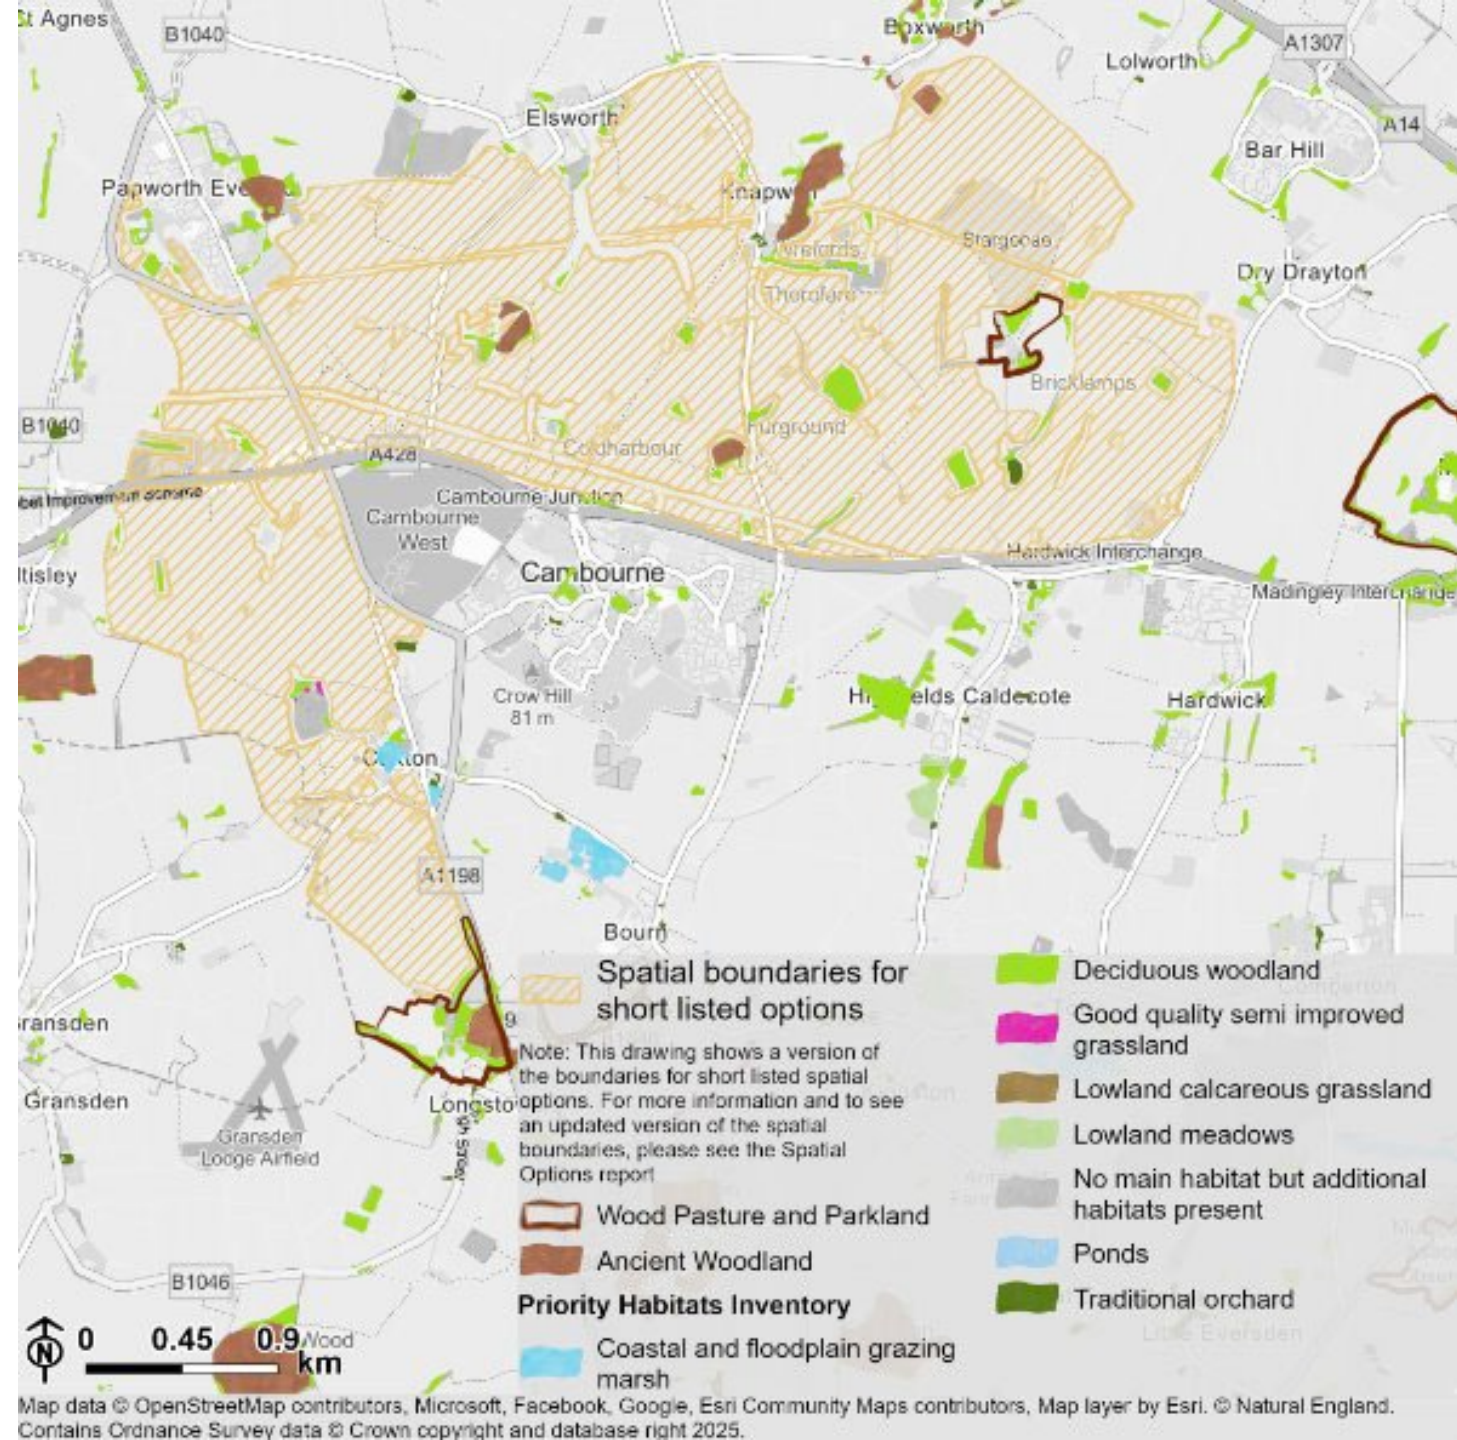 St Agnes
B1040
Boxworth
Lolworth
A1307
A14
Elsworth
Bar Hill
Papworth
Knapwell
Stargoose
Dry Drayton
Thorofare
Bricklamps
B1040
Furground
Coldharbour
A428
Cambourne Junction
Cambourne
West
Hardwick Interchange
Cambourne
Madingley Interchange
ltisley
Crow Hill
81 m
Caldecote
Hardwick
Caxton
A1198
Bourn
ransden
9
Gransden
Longsto
Gransden
Lodge Airfield
B1046
Wood
Spatial boundaries for
short listed options
Note: This drawing shows a version of
the boundaries for short listed spatial
options. For more information and to see
an updated version of the spatial
boundaries, please see the Spatial
Options report
Wood Pasture and Parkland
Ancient Woodland
Priority Habitats Inventory
Coastal and floodplain grazing
marsh
Deciduous woodland
Good quality semi improved
grassland
Lowland calcareous grassland
Lowland meadows
No main habitat but additional
habitats present
Ponds
Traditional orchard
Little Eversden
N
0 0.45 0.9
km
Map data © OpenStreetMap contributors, Microsoft, Facebook, Google, Esri Community Maps contributors, Map layer by Esri. © Natural England.
Contains Ordnance Survey data © Crown copyright and database right 2025.